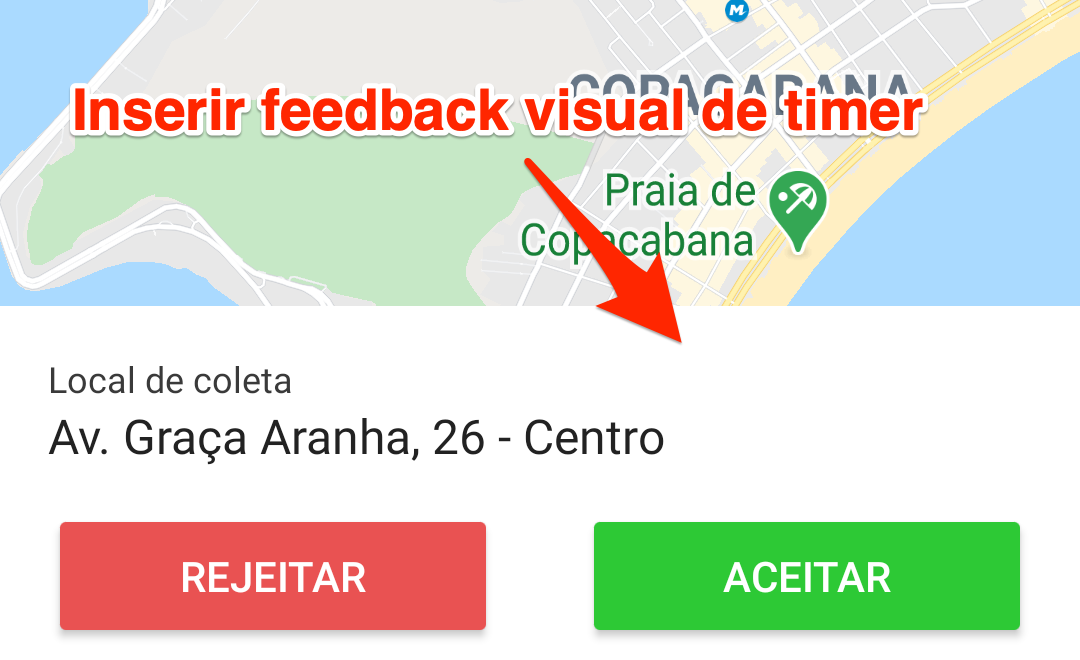 M
COPACABANA
Inserir feedback visual de timer
Praia de
Copacabana
Local de coleta
Av. Graça Aranha, 26 - Centro
REJEITAR
ACEITAR